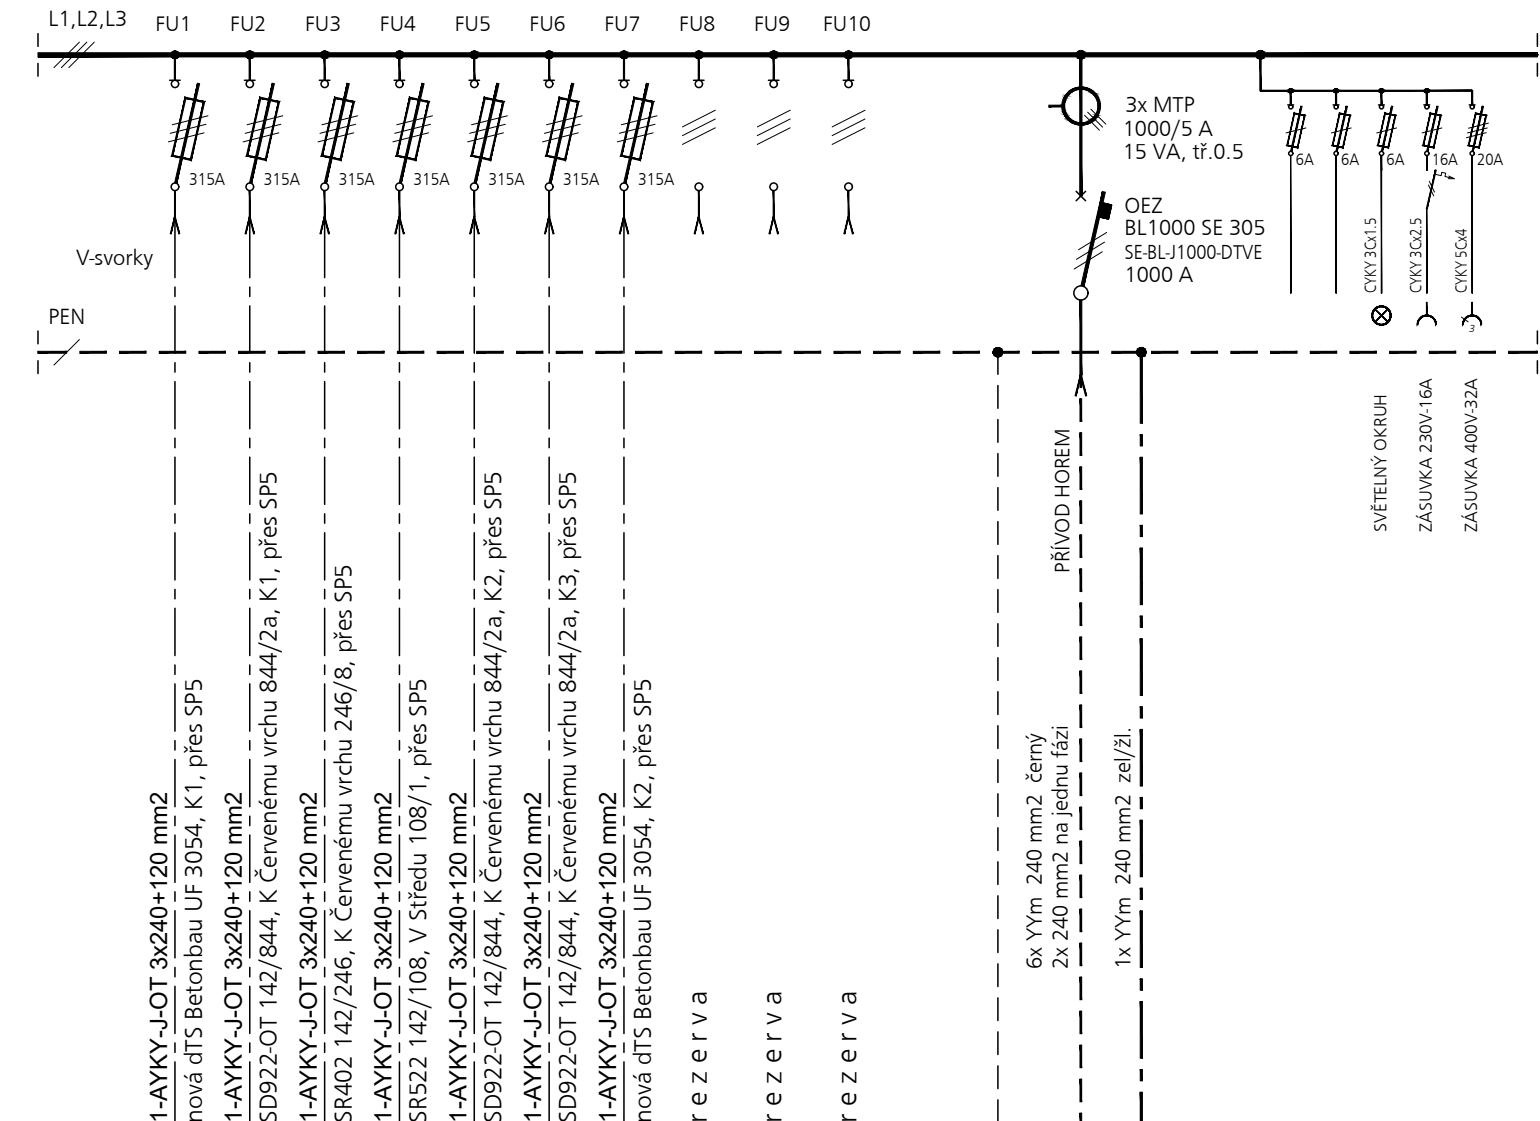 L1,L2,L3
FU1
FU2
FU3
FU4
FU5
FU6
FU7
FU8
FU9
FU10
315A
315A
315A
315A
315A
315A
315A
V-svorky
PEN
3x MTP
1000/5 A
15 VA, tř.0.5
OEZ
BL1000 SE 305
SE-BL-J1000-DTVE
1000 A
6A
6A
6A
16A
20A
CYKY 3Cx1.5
CYKY 3Cx2.5
CYKY 5Cx4
3
SVĚTELNÝ OKRUH
ZÁSUVKA 230V-16A
ZÁSUVKA 400V-32A
PŘÍVOD HOREM
1-AYKY-J-OT 3x240+120 mm2
nová dTS Betonbau UF 3054, K1, přes SP5
1-AYKY-J-OT 3x240+120 mm2
SD922-OT 142/844, K Červenému vrchu 844/2a, K1, přes SP5
1-AYKY-J-OT 3x240+120 mm2
SR402 142/246, K Červenému vrchu 246/8, přes SP5
1-AYKY-J-OT 3x240+120 mm2
SR522 142/108, V Středu 108/1, přes SP5
1-AYKY-J-OT 3x240+120 mm2
SD922-OT 142/844, K Červenému vrchu 844/2a, K2, přes SP5
1-AYKY-J-OT 3x240+120 mm2
SD922-OT 142/844, K Červenému vrchu 844/2a, K3, přes SP5
1-AYKY-J-OT 3x240+120 mm2
nová dTS Betonbau UF 3054, K2, přes SP5
rezerva
rezerva
rezerva
6x YYm 240 mm2 černý
2x 240 mm2 na jednu fázi
1x YYm 240 mm2 zel/žl.